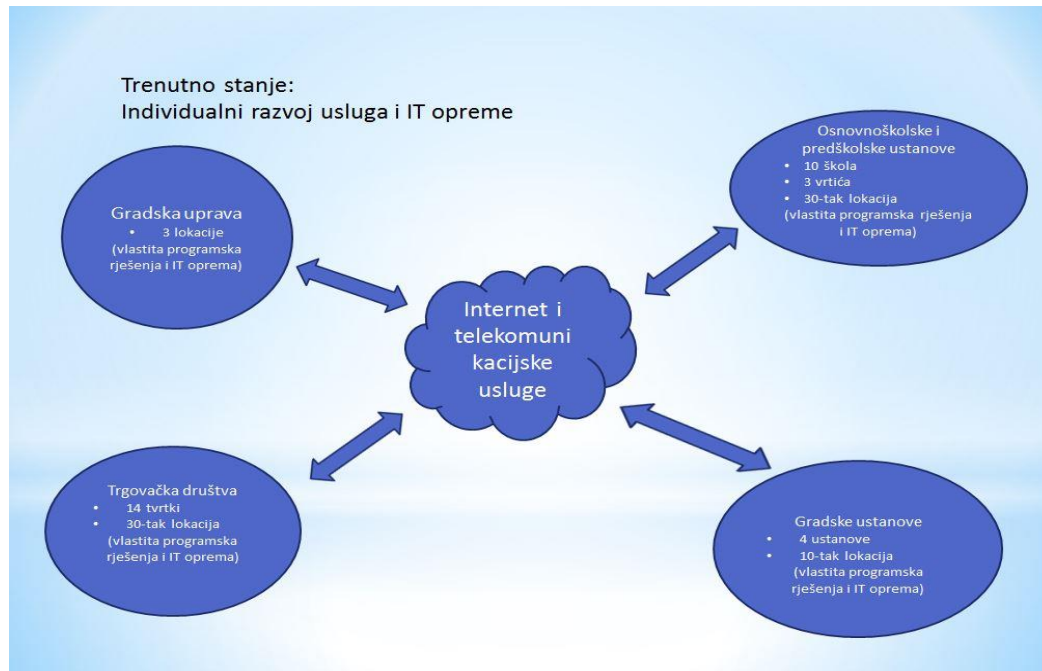 Trenutno stanje:
Individualni razvoj usluga i IT opreme
Gradska uprava
• 3 lokacije
(vlastita programska
rješenja i IT oprema)
Osnovnoškolske i
predškolske ustanove
• 10 škola
• 3 vrtića
• 30-tak lokacija
(vlastita programska rješenja
i IT oprema)
Internet i
telekomuni
kacijske
usluge
Trgovačka društva
• 14 tvrtki
• 30-tak lokacija
(vlastita programska
rješenja i IT oprema)
Gradske ustanove
• 4 ustanove
• 10-tak lokacija
(vlastita programska
rješenja i IT oprema)